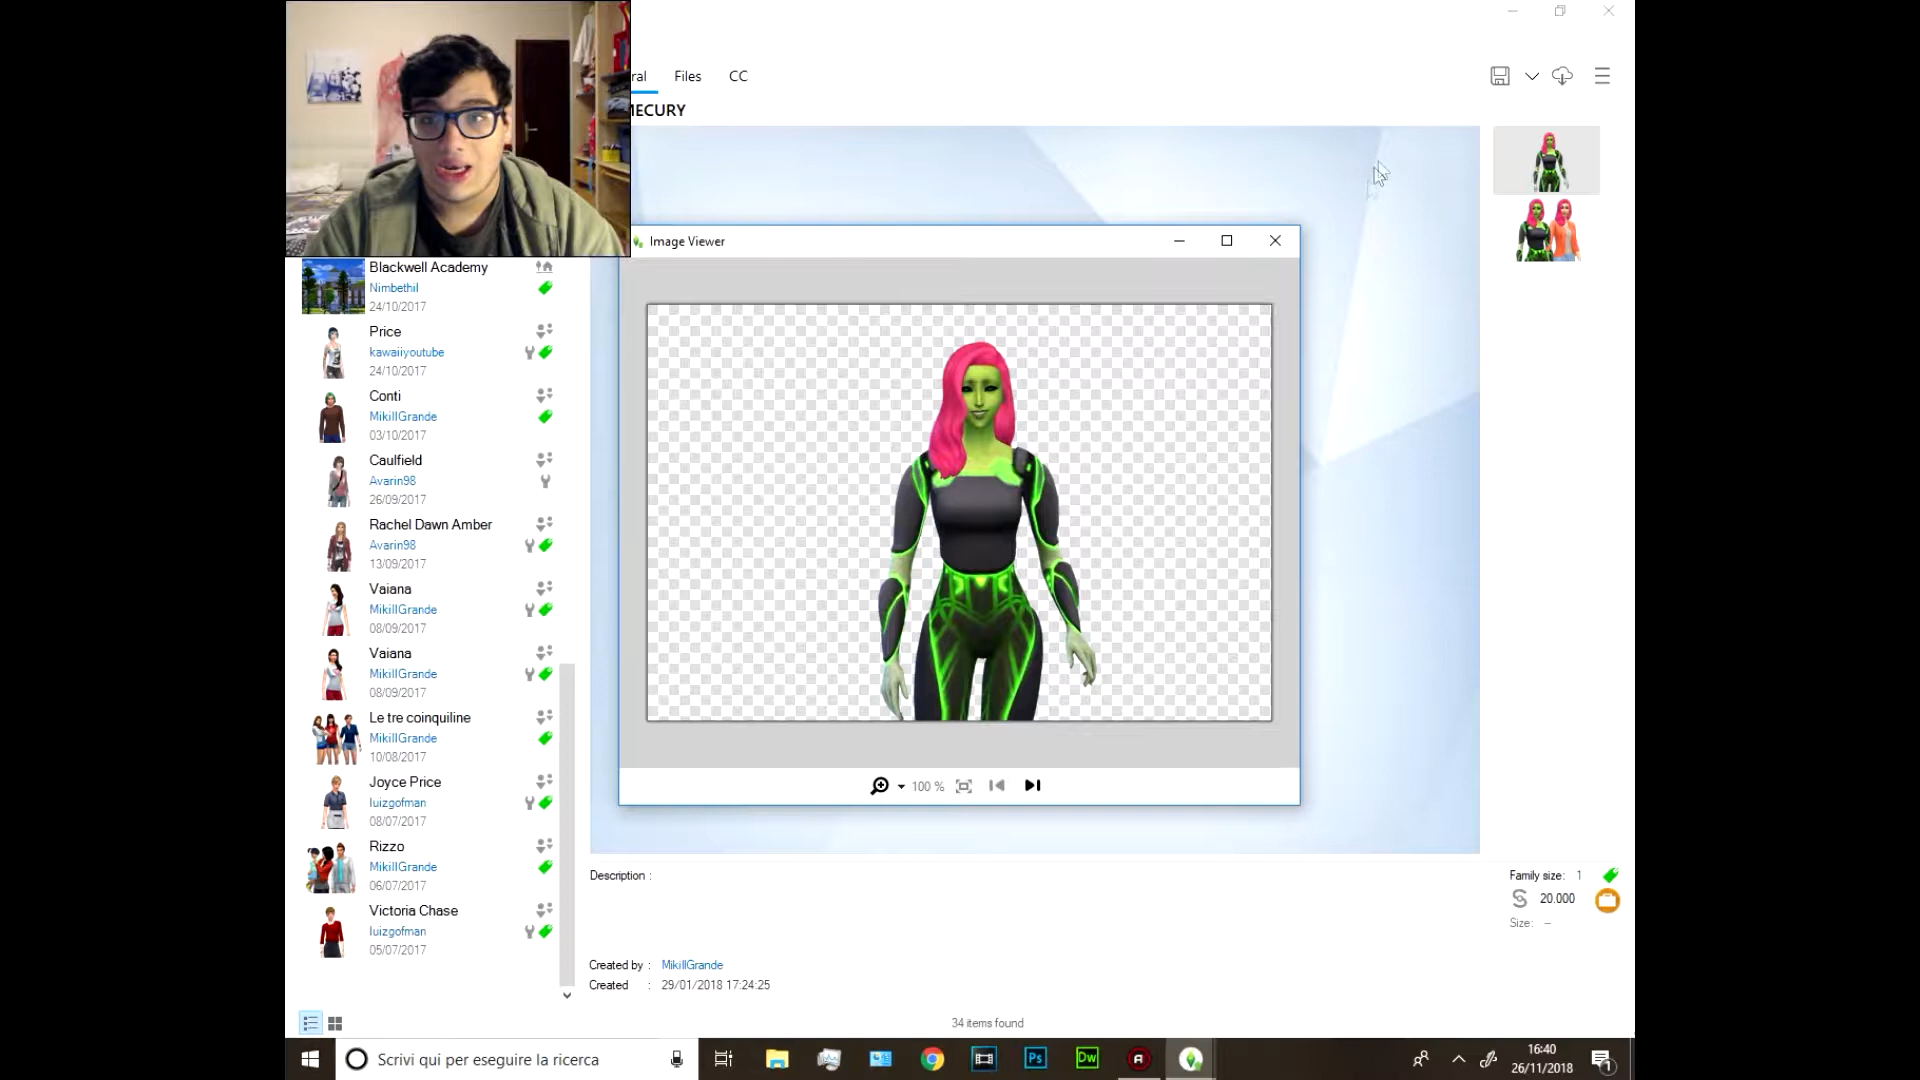 ral Files CC
MECURY
Image Viewer
Blackwell Academy
Nimbethil
24/10/2017
Price
kawaiiyoutube
24/10/2017
Conti
MikillGrande
03/10/2017
Caulfield
Avarin98
26/09/2017
Rachel Dawn Amber
Avarin98
13/09/2017
Vaiana
MikillGrande
08/09/2017
Vaiana
MikillGrande
08/09/2017
Le tre coinquiline
MikillGrande
10/08/2017
Joyce Price
luizgofman
08/07/2017
Rizzo
MikillGrande
06/07/2017
Victoria Chase
luizgofman
05/07/2017
100 %
Description :
Family size: 1
20.000
Size: –
Created by : MikillGrande
Created : 29/01/2018 17:24:25
34 items found
Scrivi qui per eseguire la ricerca
Ps
Dw
16:40
26/11/2018
1